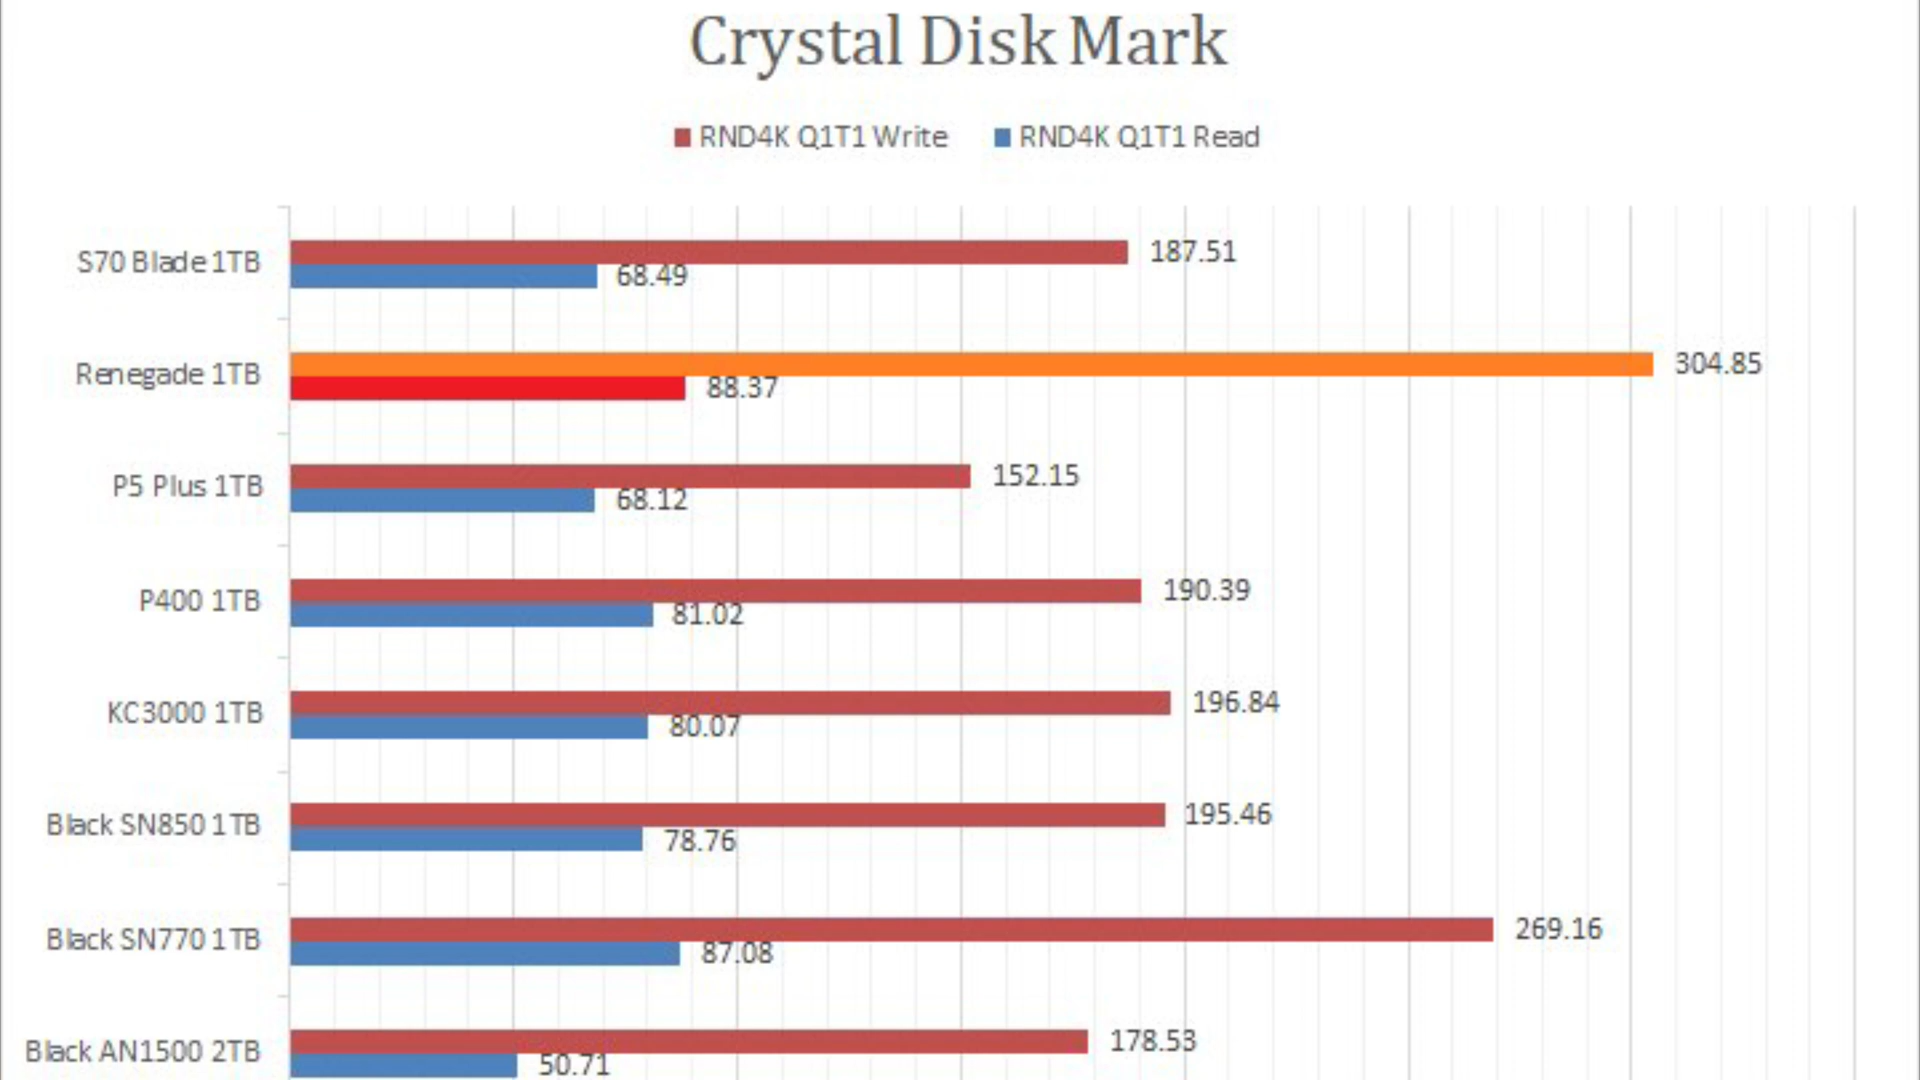 Crystal Disk Mark
RND4K Q1T1 Write RND4K Q1T1 Read
S70 Blade 1TB 187.51
68.49
Renegade 1TB 304.85
88.37
P5 Plus 1TB 152.15
68.12
P400 1TB 190.39
81.02
KC3000 1TB 196.84
80.07
Black SN850 1TB 195.46
78.76
Black SN770 1TB 269.16
87.08
Black AN1500 2TB 178.53
50.71